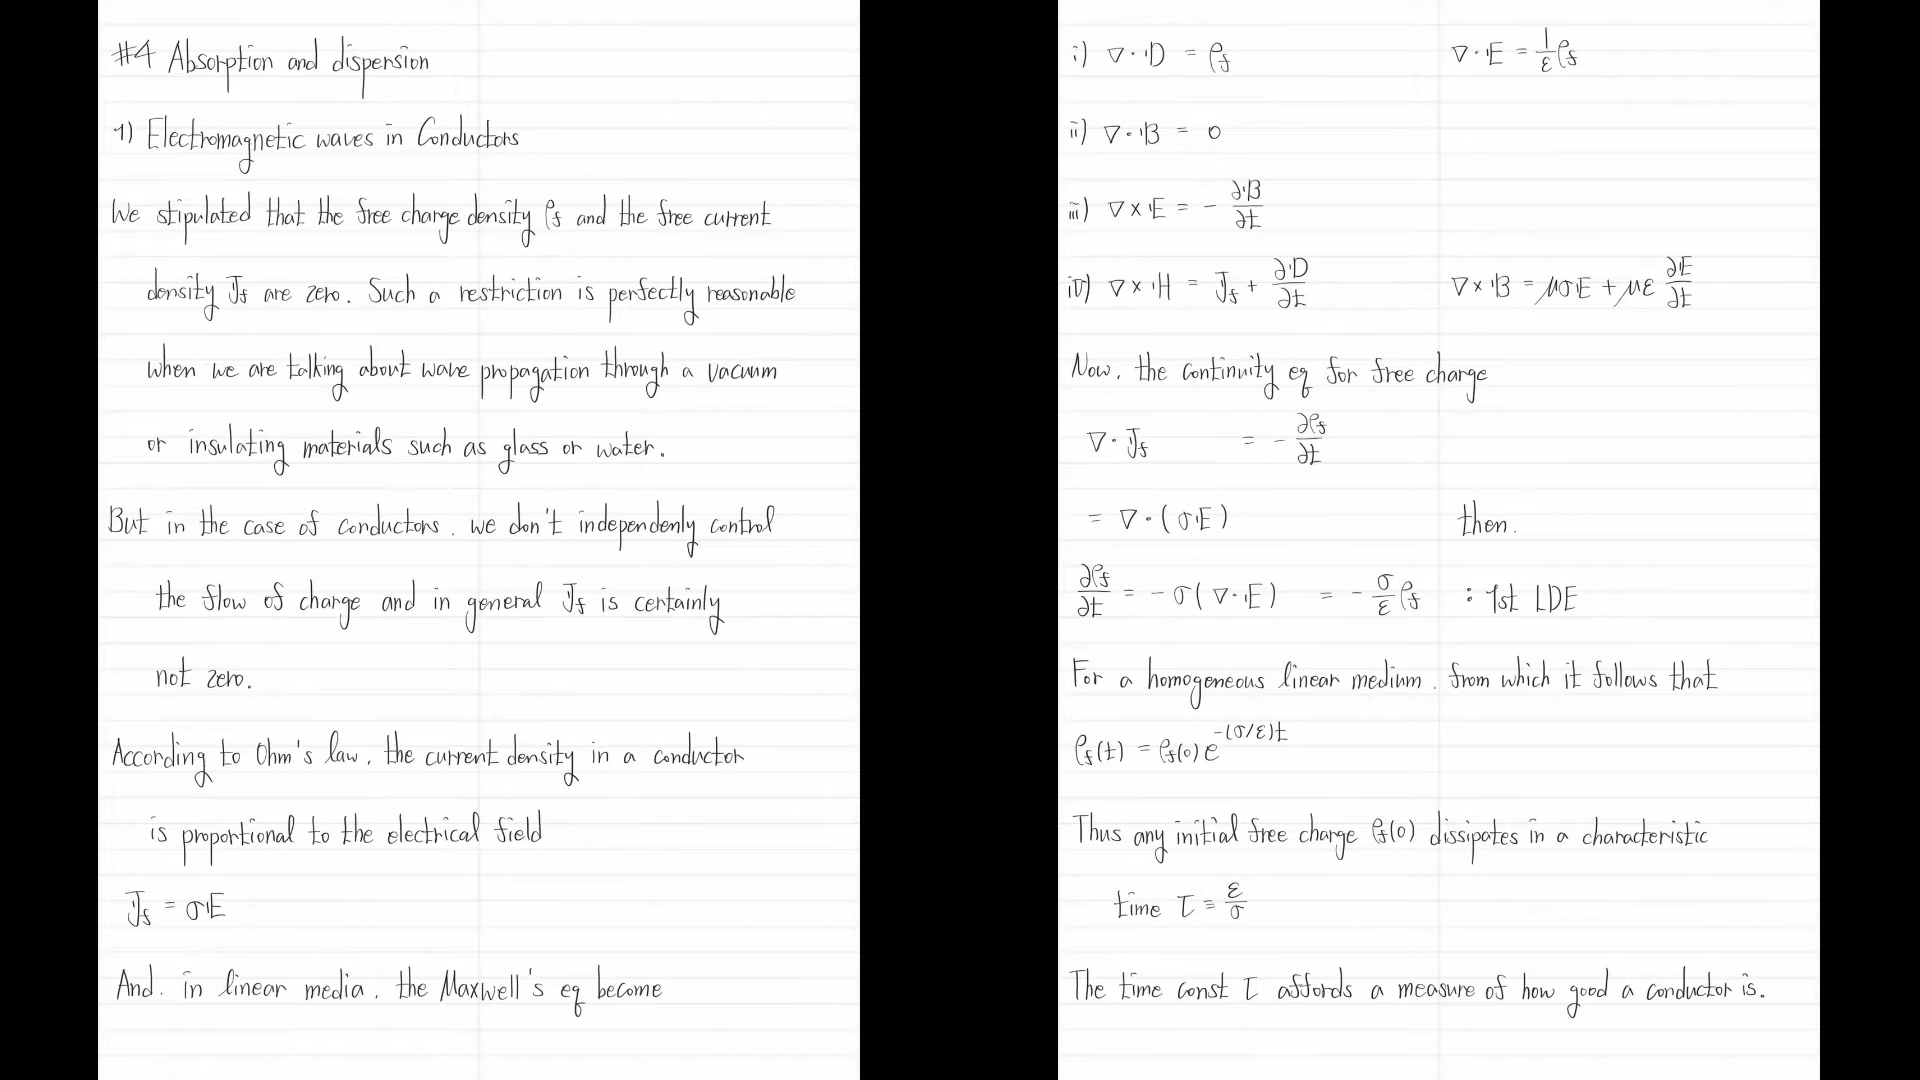 #4 Absorption and dispersion
1) Electromagnetic waves in Conductors
We stipulated that the free charge density ρf and the free current
density Jf are zero. Such a restriction is perfectly reasonable
when we are talking about wave propagation through a vacuum
or insulating materials such as glass or water.
But in the case of conductors. we don't independenly control
the flow of charge and in general Jf is certainly
not zero.
According to Ohm's law, the current density in a conductor
is proportional to the electrical field
Jf = σE
And. in linear media, the Maxwell's eq become
i) ∇·D = ρf ∇·E = 1/ε ρf
ii) ∇·B = 0
iii) ∇×E = - ∂B/∂t
iv) ∇×H = Jf + ∂D/∂t ∇×B = μσE + με ∂E/∂t
Now, the continuity eq for free charge
∇·Jf = - ∂ρf/∂t
= ∇·(σE) then.
∂ρf/∂t = -σ(∇·E) = - σ/ε ρf : 1st LDE
For a homogeneous linear medium. from which it follows that
ρf(t) = ρf(0) e^-(σ/ε)t
Thus any initial free charge ρf(0) dissipates in a characteristic
time τ ≡ ε/σ
The time const τ affords a measure of how good a conductor is.